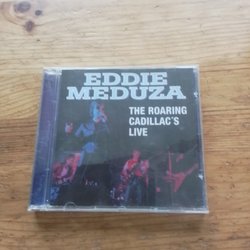 EDDIE
MEDUZA
THE ROARING
CADILLAC'S
LIVE